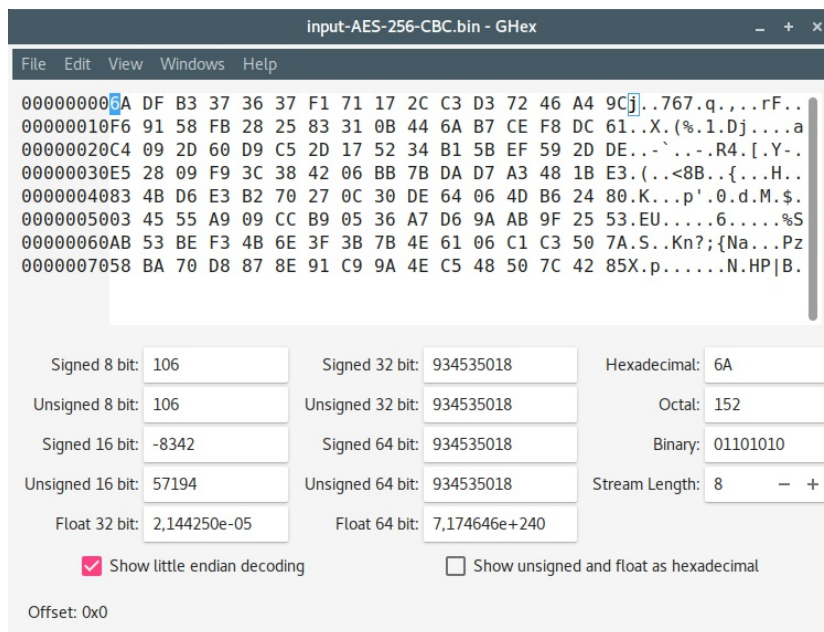 input-AES-256-CBC.bin - GHex
File Edit View Windows Help
000000006A DF B3 37 36 37 F1 71 17 2C C3 D3 72 46 A4 9Cj..767.q.,..rF..
00000010F6 91 58 FB 28 25 83 31 0B 44 6A B7 CE F8 DC 61..X.(%.1.Dj....a
00000020C4 09 2D 60 D9 C5 2D 17 52 34 B1 5B EF 59 2D DE..-`..-.R4.[.Y-.
00000030E5 28 09 F9 3C 38 42 06 BB 7B DA D7 A3 48 1B E3.(..<8B..{...H..
0000004083 4B D6 E3 B2 70 27 0C 30 DE 64 06 4D B6 24 80.K...p'.0.d.M.$.
0000005003 45 55 A9 09 CC B9 05 36 A7 D6 9A AB 9F 25 53.EU.....6.....%S
00000060AB 53 BE F3 4B 6E 3F 3B 7B 4E 61 06 C1 C3 50 7A.S..Kn?;{Na...Pz
0000007058 BA 70 D8 87 8E 91 C9 9A 4E C5 48 50 7C 42 85X.p......N.HP|B.
Signed 8 bit: 106 Signed 32 bit: 934535018 Hexadecimal: 6A
Unsigned 8 bit: 106 Unsigned 32 bit: 934535018 Octal: 152
Signed 16 bit: -8342 Signed 64 bit: 934535018 Binary: 01101010
Unsigned 16 bit: 57194 Unsigned 64 bit: 934535018 Stream Length: 8 − +
Float 32 bit: 2,144250e-05 Float 64 bit: 7,174646e+240
Show little endian decoding Show unsigned and float as hexadecimal
Offset: 0x0